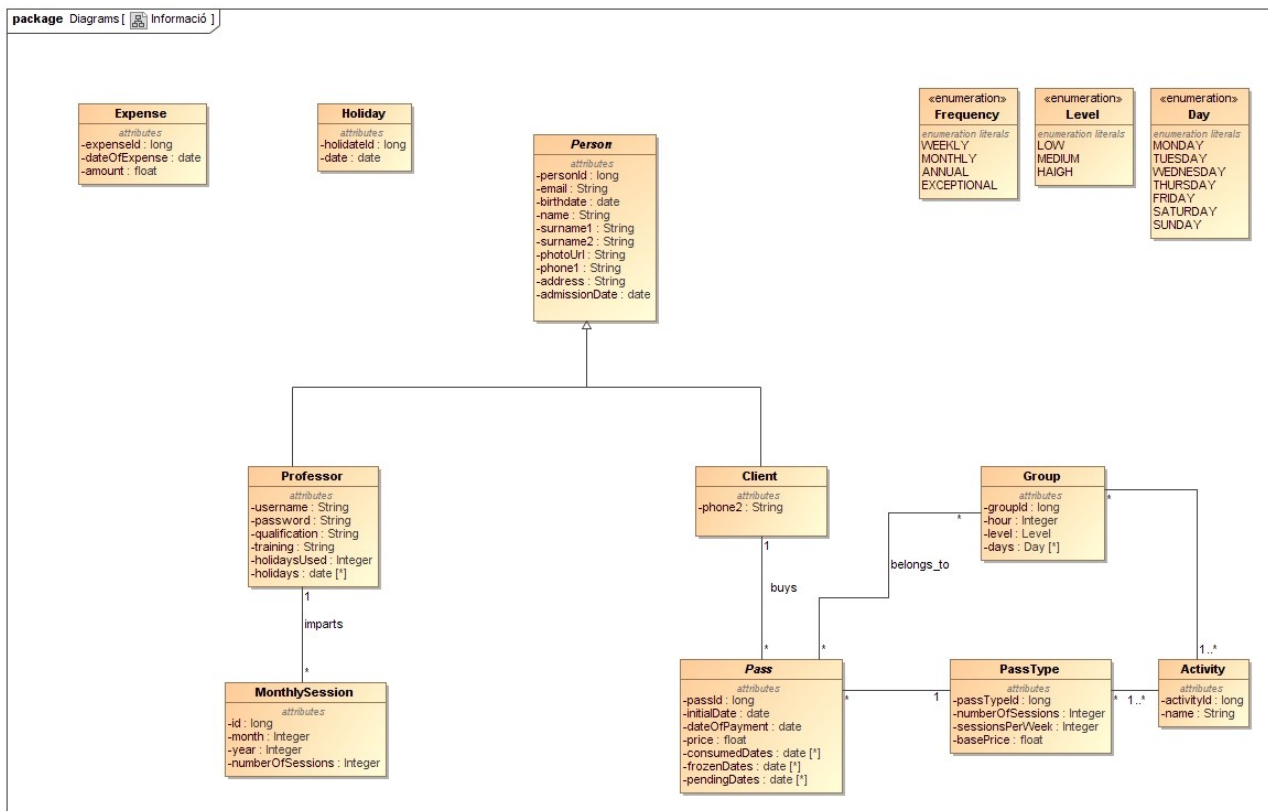 package Diagrams [ Informació ]
Expense
attributes
-expenseId : long
-dateOfExpense : date
-amount : float
Holiday
attributes
-holidateId : long
-date : date
Person
attributes
-personId : long
-email : String
-birthdate : date
-name : String
-surname1 : String
-surname2 : String
-photoUrl : String
-phone1 : String
-address : String
-admissionDate : date
«enumeration»
Frequency
enumeration literals
WEEKLY
MONTHLY
ANNUAL
EXCEPTIONAL
«enumeration»
Level
enumeration literals
LOW
MEDIUM
HAIGH
«enumeration»
Day
enumeration literals
MONDAY
TUESDAY
WEDNESDAY
THURSDAY
FRIDAY
SATURDAY
SUNDAY
Professor
attributes
-username : String
-password : String
-qualification : String
-training : String
-holidaysUsed : Integer
-holidays : date [*]
1
imparts
*
MonthlySession
attributes
-id : long
-month : Integer
-year : Integer
-numberOfSessions : Integer
Client
attributes
-phone2 : String
1
buys
*
Group
attributes
-groupId : long
-hour : Integer
-level : Level
-days : Day [*]
*
belongs_to
*
*
1..*
Pass
attributes
-passId : long
-initialDate : date
-dateOfPayment : date
-price : float
-consumedDates : date [*]
-frozenDates : date [*]
-pendingDates : date [*]
*
1
PassType
attributes
-passTypeId : long
-numberOfSessions : Integer
-sessionsPerWeek : Integer
-basePrice : float
*
1..*
Activity
attributes
-activityId : long
-name : String